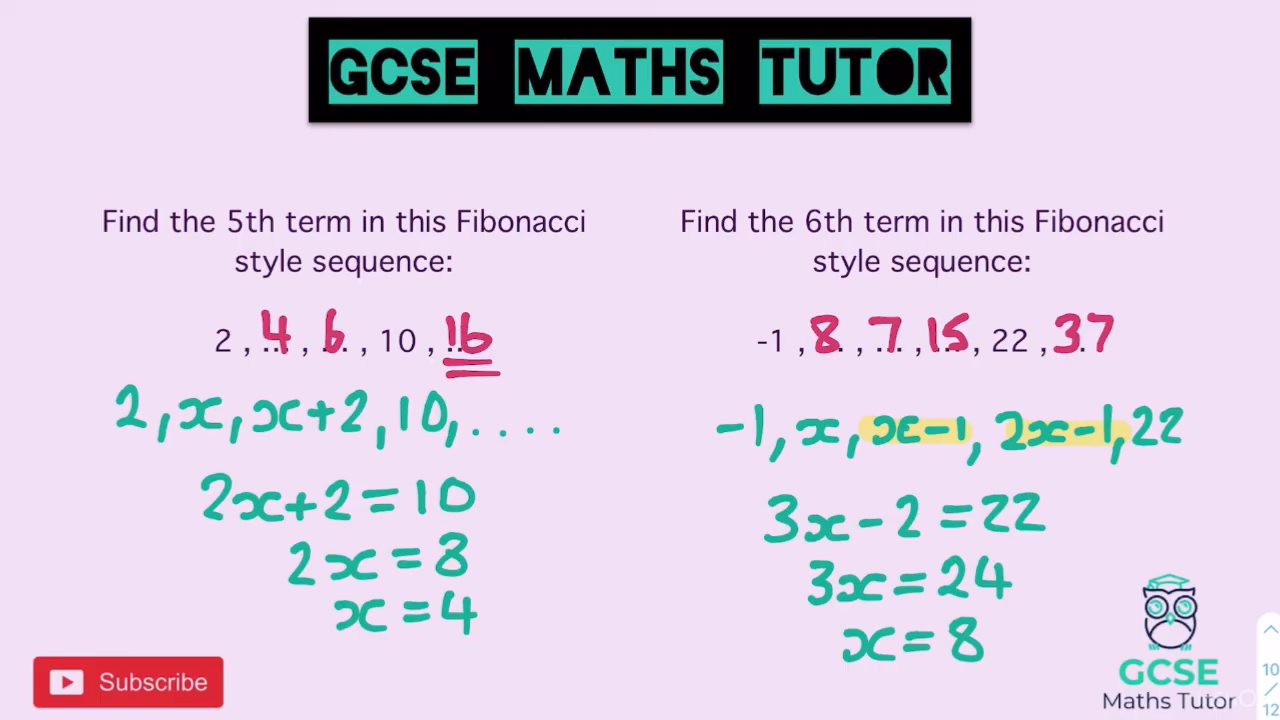 GCSE MATHS TUTOR
Find the 5th term in this Fibonacci
style sequence:
2 , 4 , 6 , 10 , 16
2, x, x+2, 10, ....
2x+2=10
2x=8
x=4
Find the 6th term in this Fibonacci
style sequence:
-1 , 8 , 7 , 15 , 22 , 37
-1, x, x-1, 2x-1, 22
3x-2=22
3x=24
x=8
Subscribe
GCSE
Maths Tutor
10
/
12